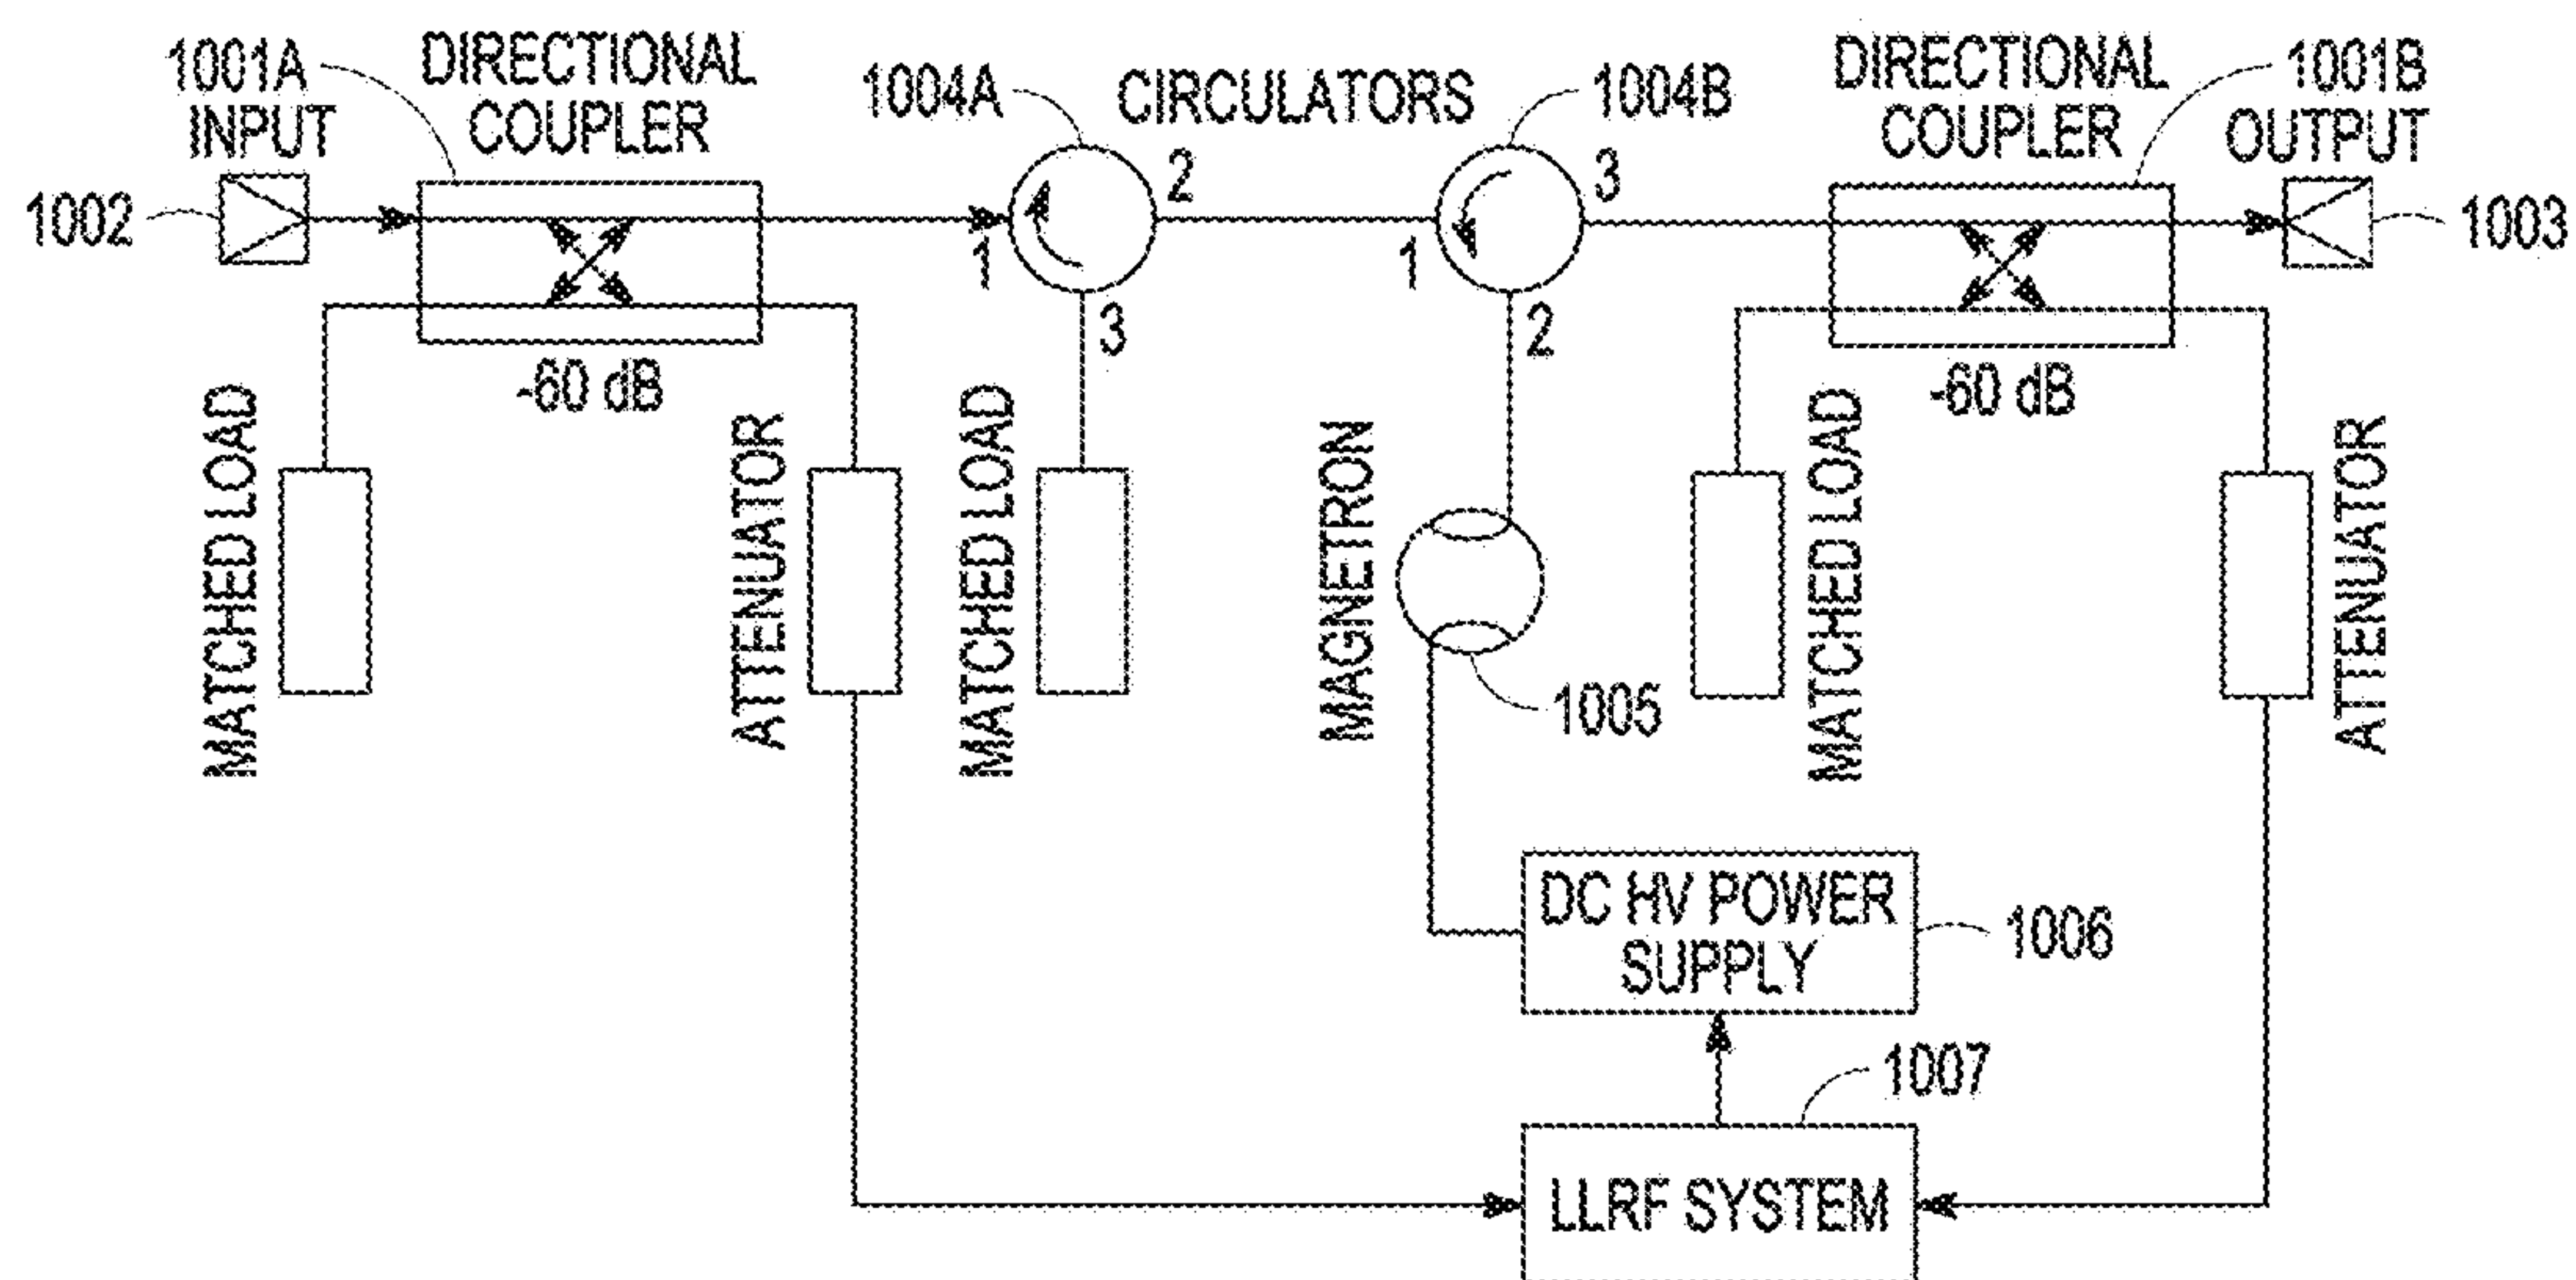 1001A
INPUT
DIRECTIONAL
COUPLER
1004A
CIRCULATORS
1004B
DIRECTIONAL
COUPLER
1001B
OUTPUT
1002
1
2
3
1
3
2
1003
-60 dB
-60 dB
MATCHED LOAD
ATTENUATOR
MATCHED LOAD
MAGNETRON
1005
MATCHED LOAD
ATTENUATOR
DC HV POWER
SUPPLY
1006
1007
LLRF SYSTEM